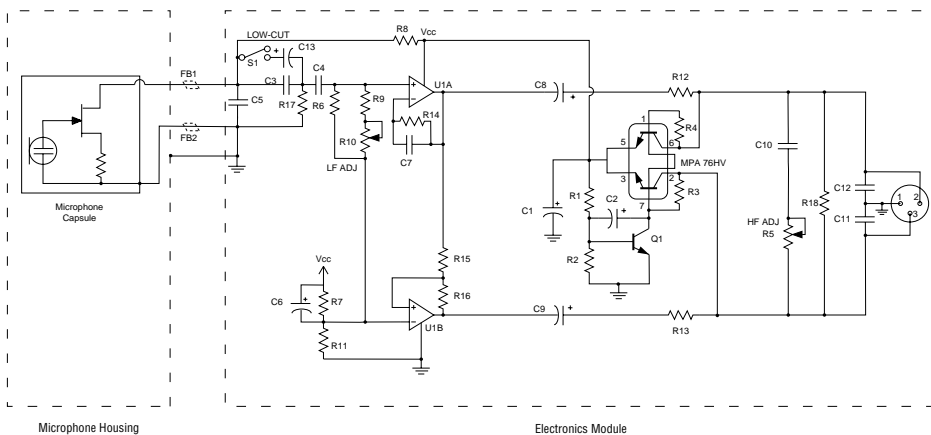 LOW-CUT
R8
Vcc
C13
S1
C4
FB1
C3
C5
R17
R6
R9
U1A
C8
R12
R14
R10
FB2
C7
LF ADJ
1
R4
5
6
MPA 76HV
3
2
R3
7
C10
C12
1
2
3
C11
R18
HF ADJ
R5
Microphone
Capsule
R1
C2
C1
Q1
R2
R15
Vcc
C6
R7
R16
C9
U1B
R11
R13
Microphone Housing
Electronics Module